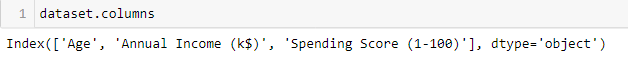 1 dataset.columns
Index(['Age', 'Annual Income (k$)', 'Spending Score (1-100)'], dtype='object')